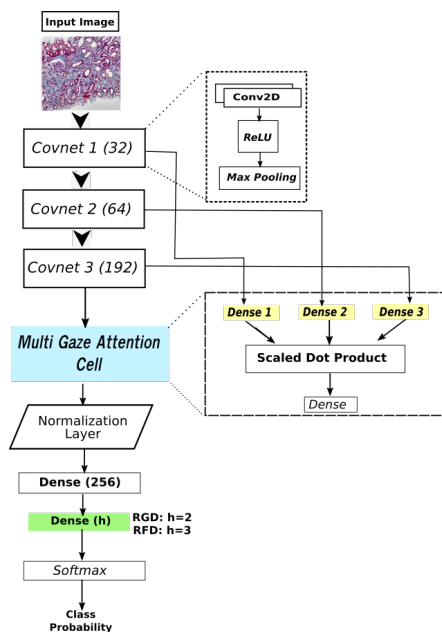 Input Image
Conv2D
ReLU
Max Pooling
Covnet 1 (32)
Covnet 2 (64)
Covnet 3 (192)
Dense 1
Dense 2
Dense 3
Scaled Dot Product
Dense
Multi Gaze Attention
Cell
Normalization
Layer
Dense (256)
Dense (h)
RGD: h=2
RFD: h=3
Softmax
Class
Probability